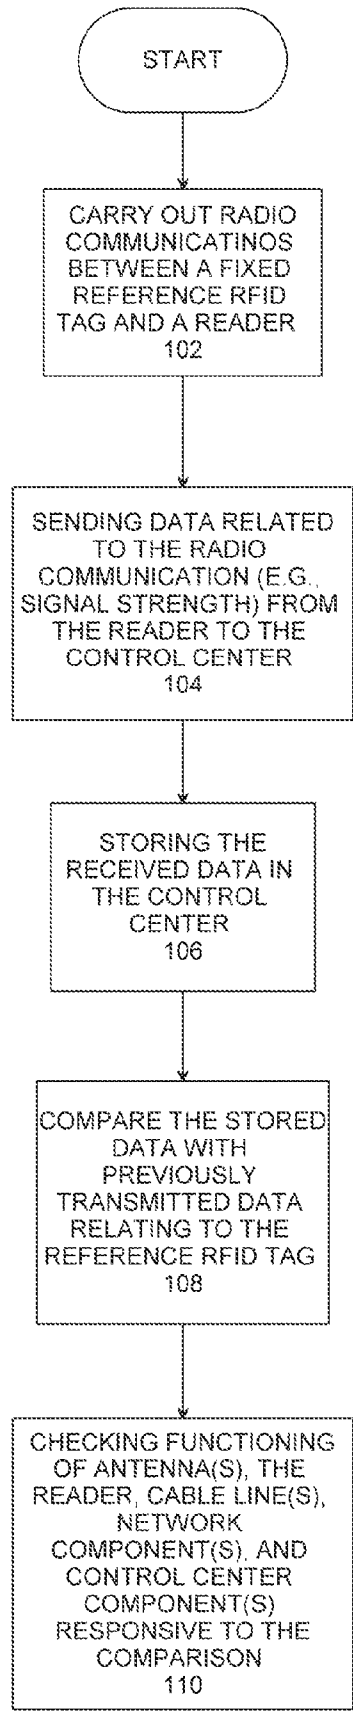 START
CARRY OUT RADIO
COMMUNICATINOS
BETWEEN A FIXED
REFERENCE RFID
TAG AND A READER
102
SENDING DATA RELATED
TO THE RADIO
COMMUNICATION (E.G.,
SIGNAL STRENGTH) FROM
THE READER TO THE
CONTROL CENTER
104
STORING THE
RECEIVED DATA IN
THE CONTROL
CENTER
106
COMPARE THE STORED
DATA WITH
PREVIOUSLY
TRANSMITTED DATA
RELATING TO THE
REFERENCE RFID TAG
108
CHECKING FUNCTIONING
OF ANTENNA(S), THE
READER, CABLE LINE(S),
NETWORK
COMPONENT(S), AND
CONTROL CENTER
COMPONENT(S)
RESPONSIVE TO THE
COMPARISON
110